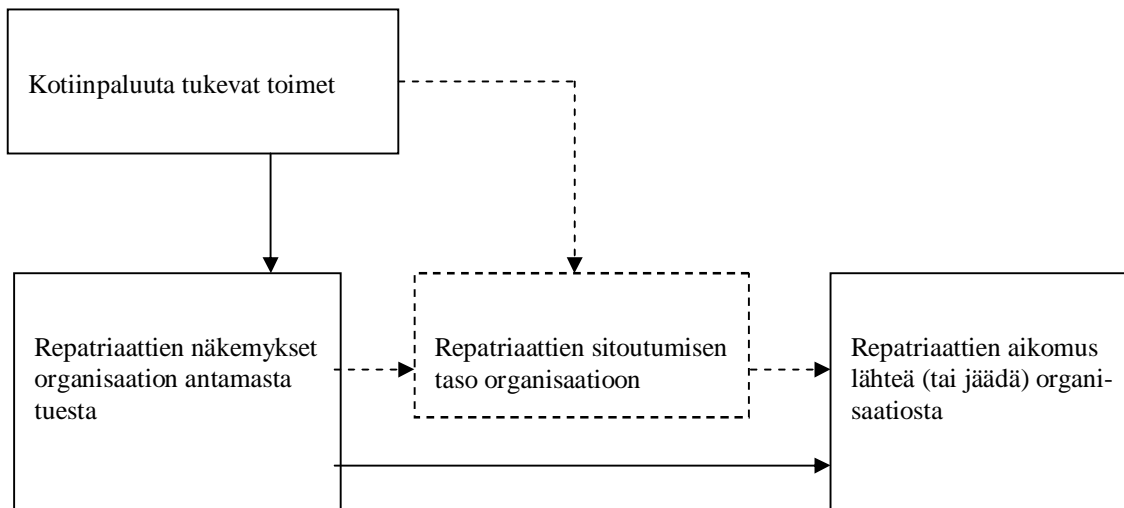 Kotiinpaluuta tukevat toimet
Repatriaattien näkemykset
organisaation antamasta
tuesta
Repatriaattien sitoutumisen
taso organisaatioon
Repatriaattien aikomus
lähteä (tai jäädä) organi-
saatiosta